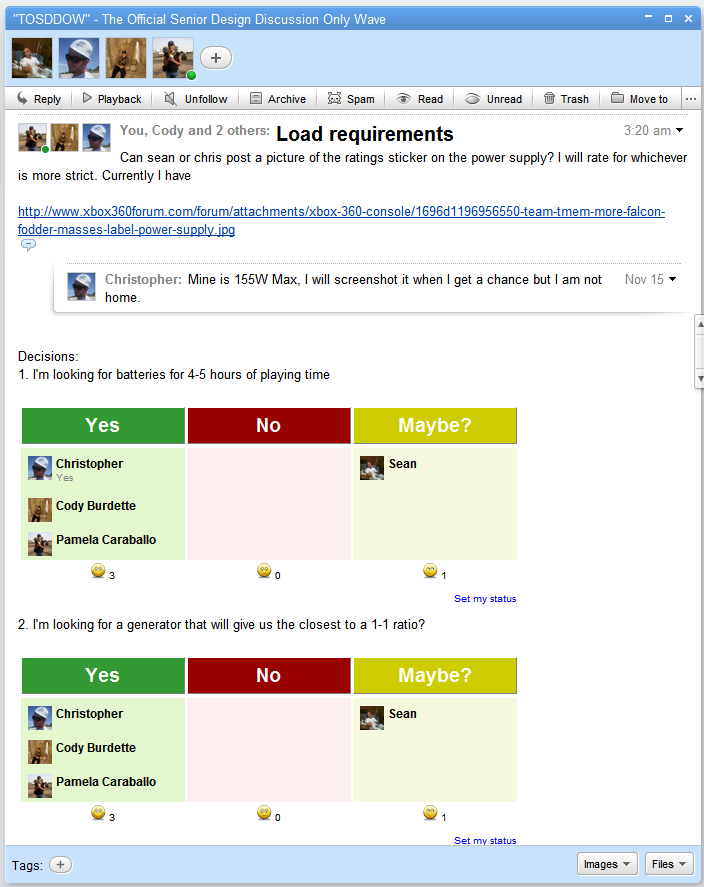 "TOSDDOW" - The Official Senior Design Discussion Only Wave
Reply Playback Unfollow Archive Spam Read Unread Trash Move to ...
You, Cody and 2 others: Load requirements 3:20 am
Can sean or chris post a picture of the ratings sticker on the power supply? I will rate for whichever
is more strict. Currently I have
http://www.xbox360forum.com/forum/attachments/xbox-360-console/1696d1196956550-team-tmem-more-falcon-
fodder-masses-label-power-supply.jpg
Christopher: Mine is 155W Max, I will screenshot it when I get a chance but I am not Nov 15
home.
Decisions:
1. I'm looking for batteries for 4-5 hours of playing time
Yes No Maybe?
Christopher Sean
Yes
Cody Burdette
Pamela Caraballo
3 0 1
Set my status
2. I'm looking for a generator that will give us the closest to a 1-1 ratio?
Yes No Maybe?
Christopher Sean
Cody Burdette
Pamela Caraballo
3 0 1
Set my status
Tags: + Images Files